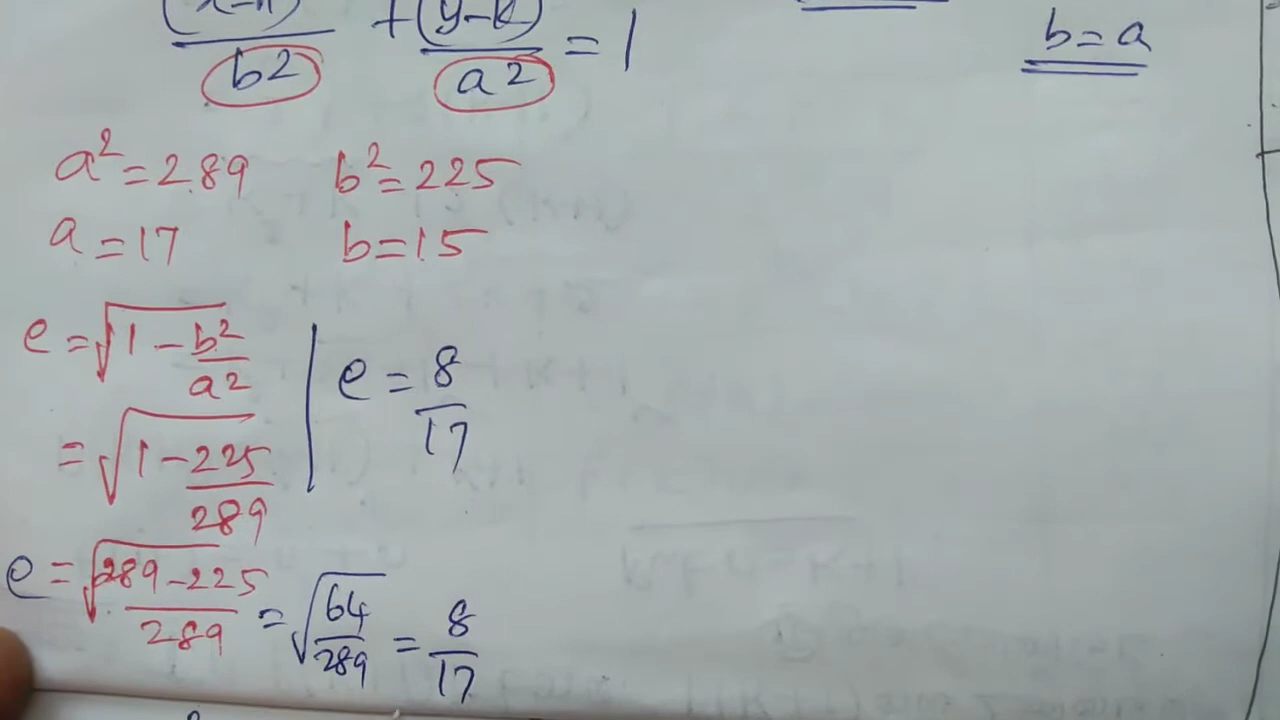 (x-h)/b² + (y-k)/a² = 1
b = a
a² = 289 b² = 225
a = 17 b = 15
e = √(1 - b²/a²)
e = 8/17
= √(1 - 225/289)
e = √((289 - 225)/289) = √(64/289) = 8/17